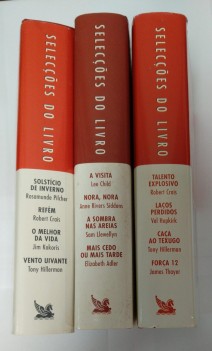 SELECÇÕES DO LIVRO
SOLSTÍCIO
DE INVERNO
Rosamunde Pilcher
REFÉM
Robert Crais
O MELHOR
DA VIDA
Jim Kokoris
VENTO UIVANTE
Tony Hillerman
SELECÇÕES DO LIVRO
A VISITA
Lee Child
NORA, NORA
Anne Rivers Siddons
A SOMBRA
NAS AREIAS
Sam Llewellyn
MAIS CEDO
OU MAIS TARDE
Elizabeth Adler
SELECÇÕES DO LIVRO
TALENTO
EXPLOSIVO
Robert Crais
LAÇOS
PERDIDOS
Val Hopkirk
CAÇA
AO TEXUGO
Tony Hillerman
FORÇA 12
James Thayer